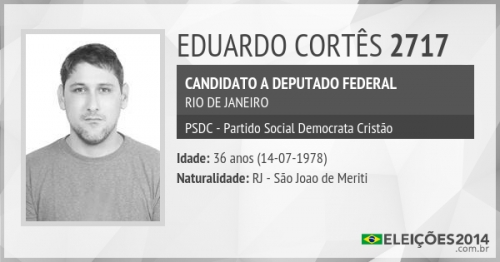 EDUARDO CORTÊS 2717
CANDIDATO A DEPUTADO FEDERAL
RIO DE JANEIRO
PSDC - Partido Social Democrata Cristão
Idade: 36 anos (14-07-1978)
Naturalidade: RJ - São Joao de Meriti
ELEIÇÕES2014
.com.br